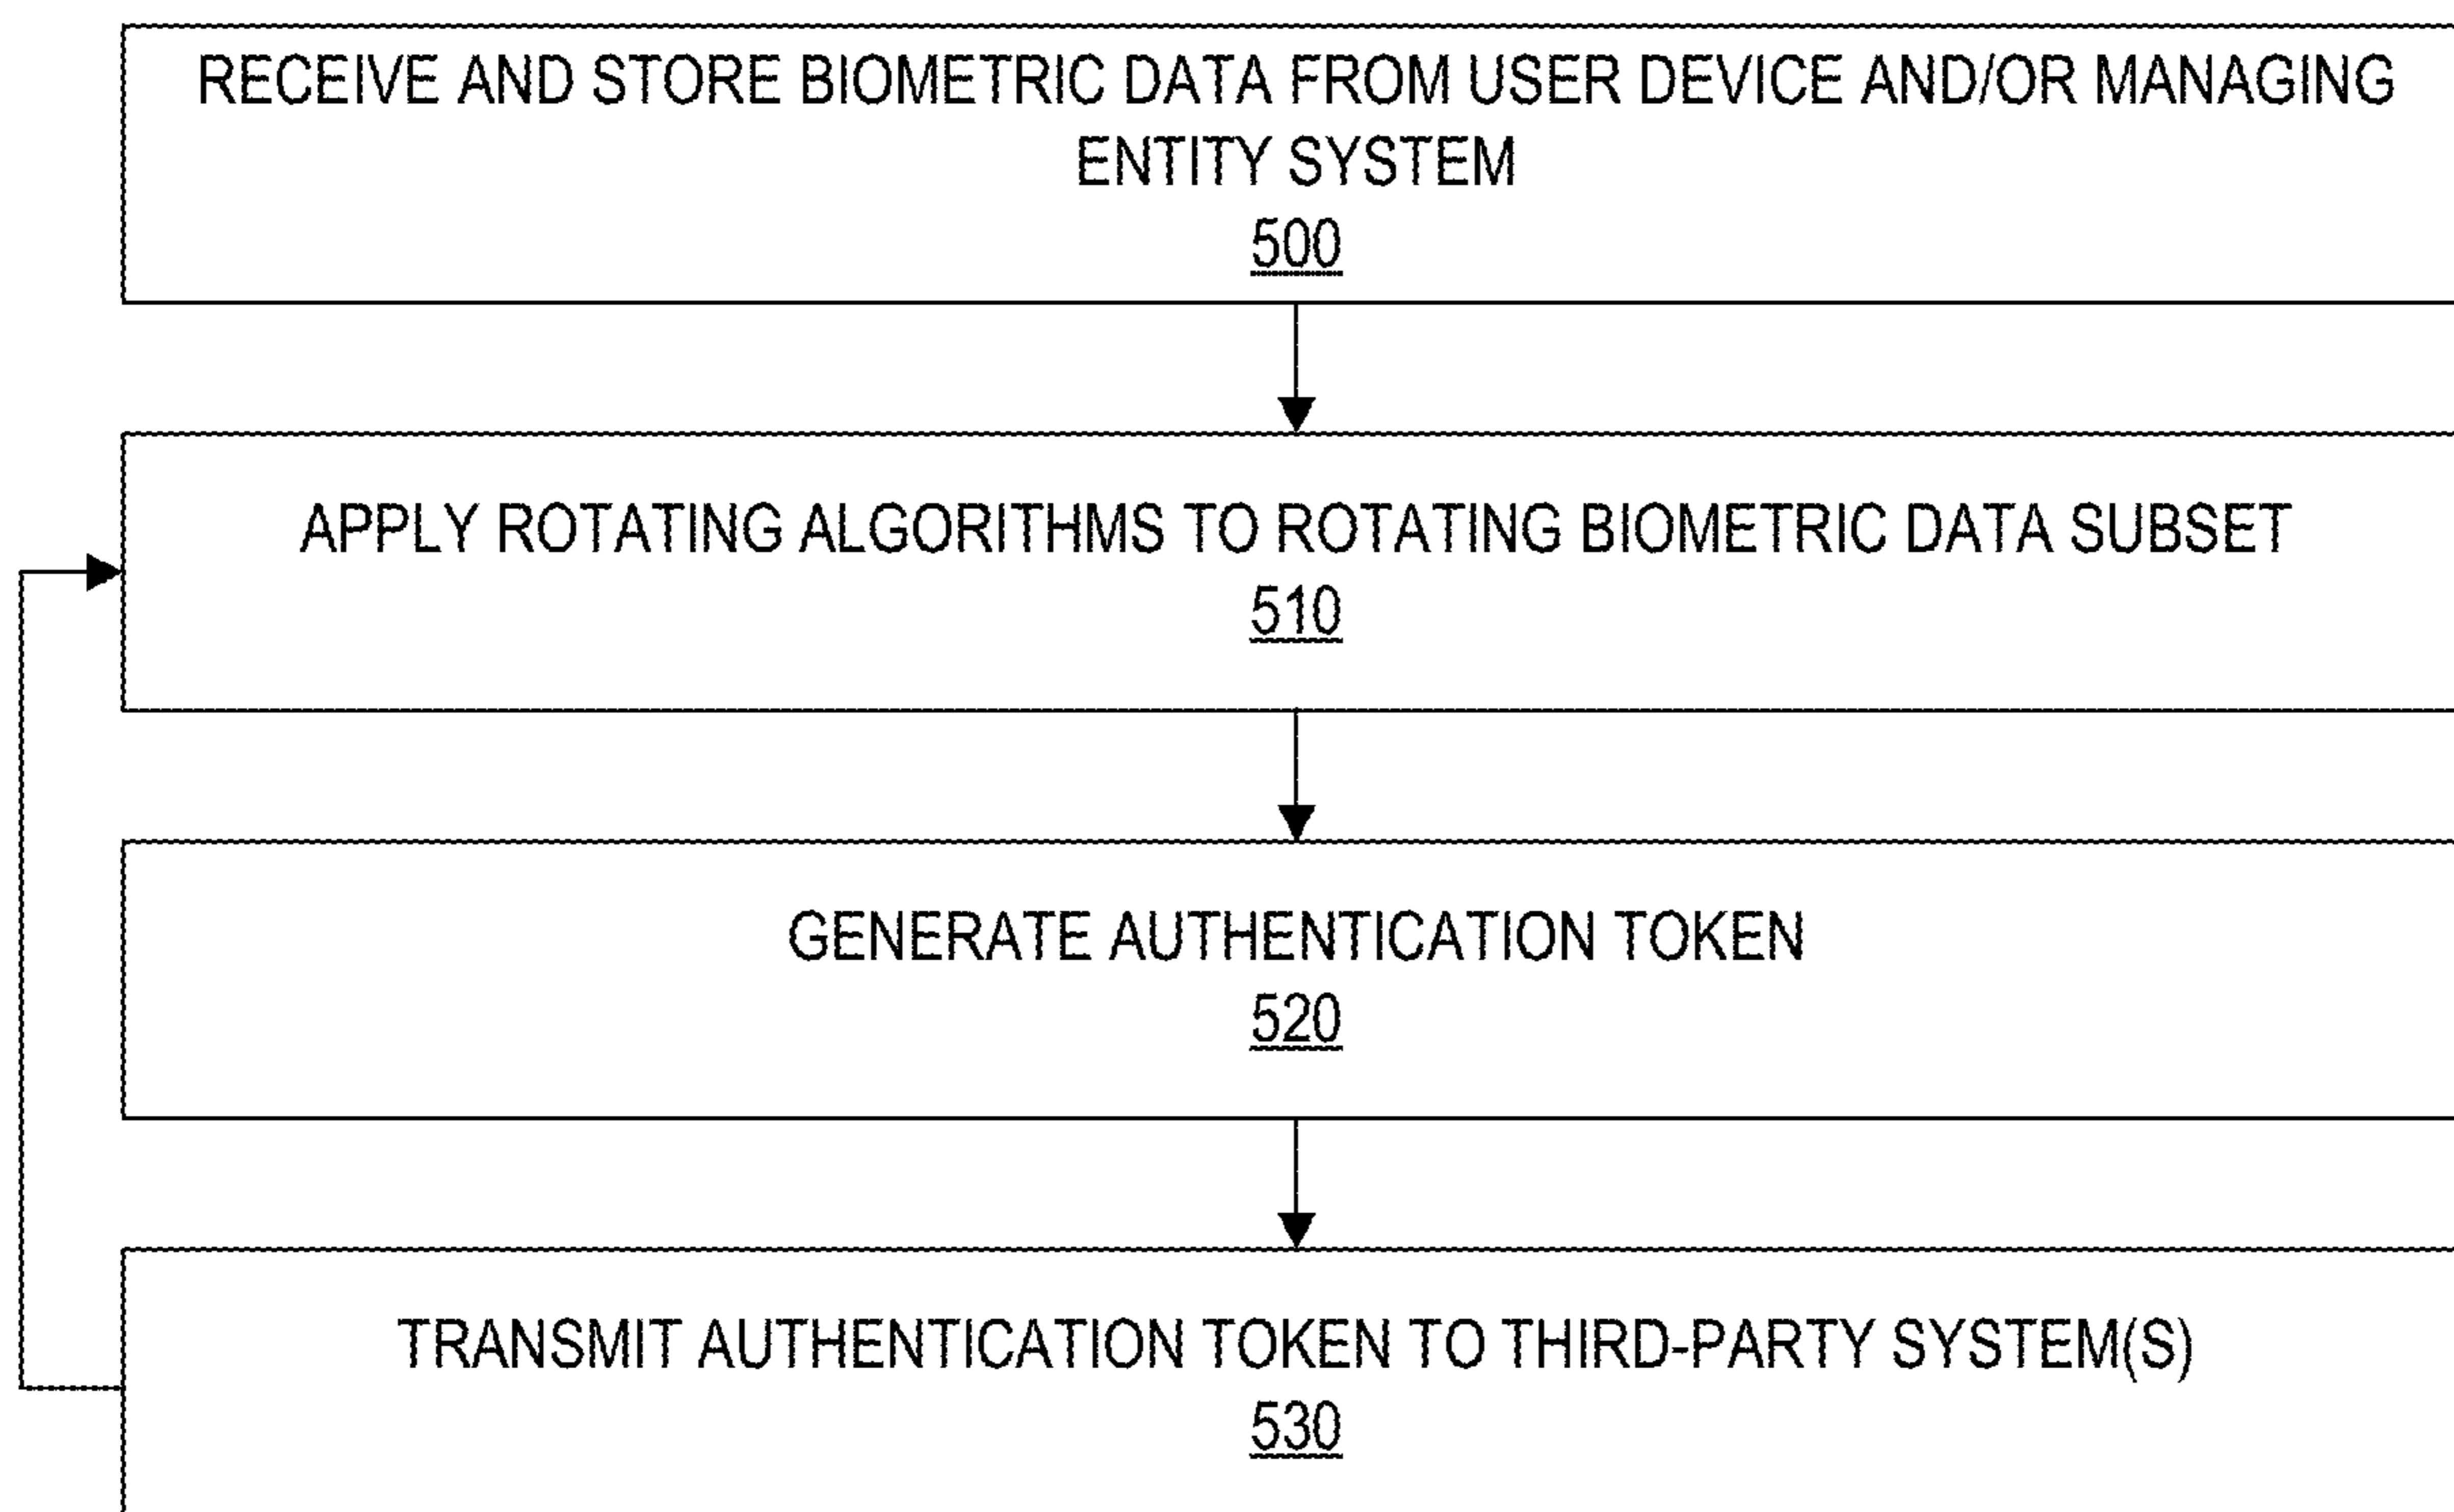 RECEIVE AND STORE BIOMETRIC DATA FROM USER DEVICE AND/OR MANAGING
ENTITY SYSTEM
500
APPLY ROTATING ALGORITHMS TO ROTATING BIOMETRIC DATA SUBSET
510
GENERATE AUTHENTICATION TOKEN
520
TRANSMIT AUTHENTICATION TOKEN TO THIRD-PARTY SYSTEM(S)
530